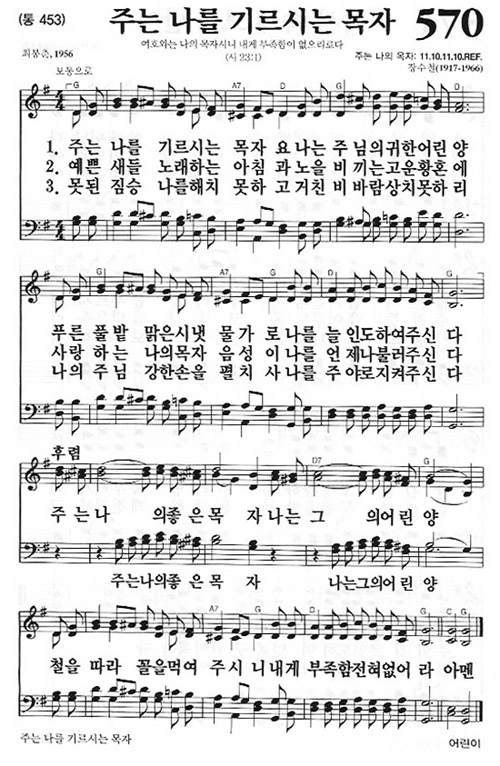 (통 453)
주는 나를 기르시는 목자
570
여호와는 나의 목자시니 내게 부족함이 없으리로다
(시 23:1)
최봉춘, 1956
주는 나의 목자: 11.10.11.10.REF.
장수철(1917-1966)
보통으로
G C G A7 D
1. 주는 나를 기르시는 목자 요 나는 주 님의 귀한 어린 양
2. 예쁜 새들 노래하는 아침 과 노을 비 끼는 고운 황혼 에
3. 못된 짐승 나를 해치 못하 고 거친 비 바람 상치 못하 리
G C G A7 G D G C G
푸른 풀밭 맑은 시냇 물가 로 나를 늘 인도하여 주신 다
사랑 하는 나의 목자 음성 이 나를 언 제나 불러 주신 다
나의 주님 강한 손을 펼치 사 나를 주 야로 지켜 주신 다
후렴
D7 G
주 는 나 의 좋 은 목 자 나 는 그 의 어 린 양
주는 나의 좋 은 목 자 나는 그의 어 린 양
G C G A7 G D G C G
철을 따라 꼴을 먹여 주시 니 내게 부족함 전혀 없어 라 아멘
주는 나를 기르시는 목자
어린이